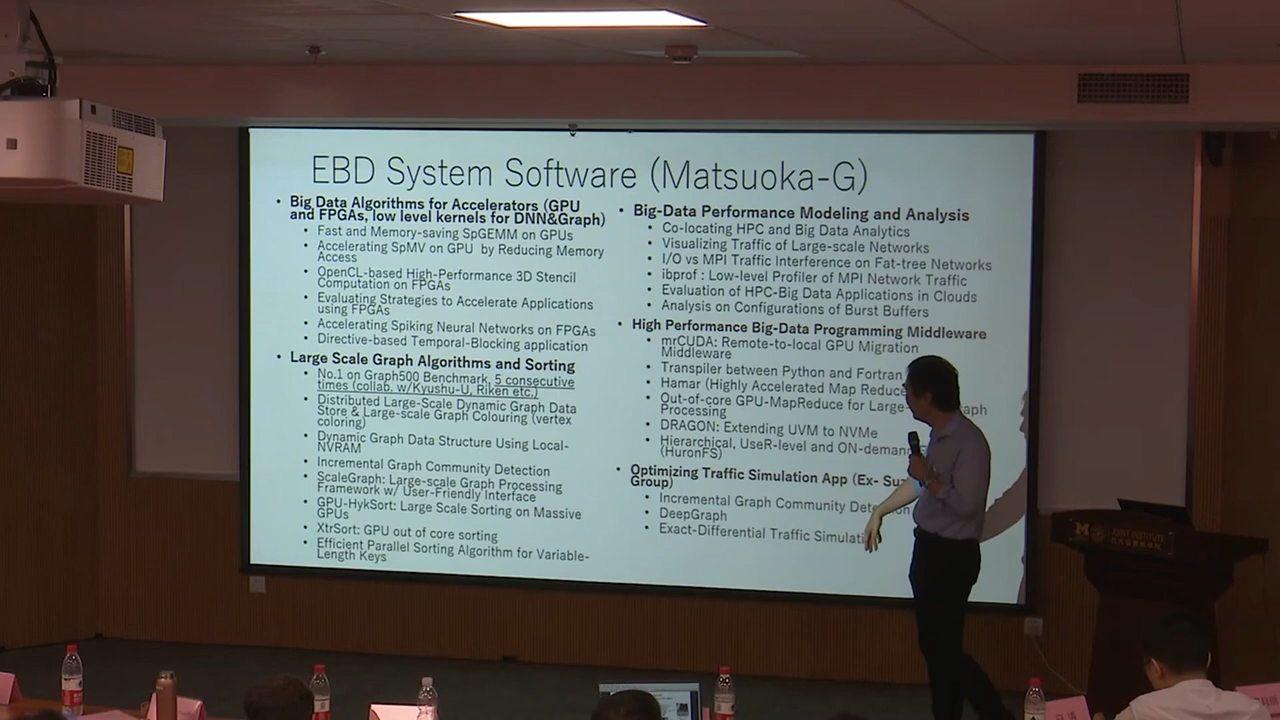 EBD System Software (Matsuoka-G)
• Big Data Algorithms for Accelerators (GPU
and FPGAs, low level kernels for DNN&Graph)
• Fast and Memory-saving SpGEMM on GPUs
• Accelerating SpMV on GPU by Reducing Memory
Access
• OpenCL-based High-Performance 3D Stencil
Computation on FPGAs
• Evaluating Strategies to Accelerate Applications
using FPGAs
• Accelerating Spiking Neural Networks on FPGAs
• Directive-based Temporal-Blocking application
• Large Scale Graph Algorithms and Sorting
• No.1 on Graph500 Benchmark, 5 consecutive
times (collab. w/Kyushu-U, Riken etc.)
• Distributed Large-Scale Dynamic Graph Data
Store & Large-scale Graph Colouring (vertex
coloring)
• Dynamic Graph Data Structure Using Local-
NVRAM
• Incremental Graph Community Detection
• ScaleGraph: Large-scale Graph Processing
Framework w/ User-Friendly Interface
• GPU-HykSort: Large Scale Sorting on Massive
GPUs
• XtrSort: GPU out of core sorting
• Efficient Parallel Sorting Algorithm for Variable-
Length Keys
• Big-Data Performance Modeling and Analysis
• Co-locating HPC and Big Data Analytics
• Visualizing Traffic of Large-scale Networks
• I/O vs MPI Traffic Interference on Fat-tree Networks
• ibprof : Low-level Profiler of MPI Network Traffic
• Evaluation of HPC-Big Data Applications in Clouds
• Analysis on Configurations of Burst Buffers
• High Performance Big-Data Programming Middleware
• mrCUDA: Remote-to-local GPU Migration
Middleware
• Transpiler between Python and Fortran
• Hamar (Highly Accelerated Map Reduce
• Out-of-core GPU-MapReduce for Large-
Processing
• DRAGON: Extending UVM to NVMe
• Hierarchical, UseR-level and ON-deman
(HuronFS)
• Optimizing Traffic Simulation App (Ex- Suz
Group)
• Incremental Graph Community Detection
• DeepGraph
• Exact-Differential Traffic Simulati
M JOINT INSTITUTE